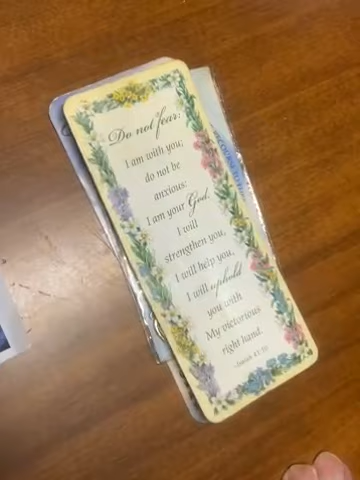 Do not fear:
I am with you;
do not be
anxious:
I am your God.
I will
strengthen you,
I will help you,
I will uphold
you with
My victorious
right hand.